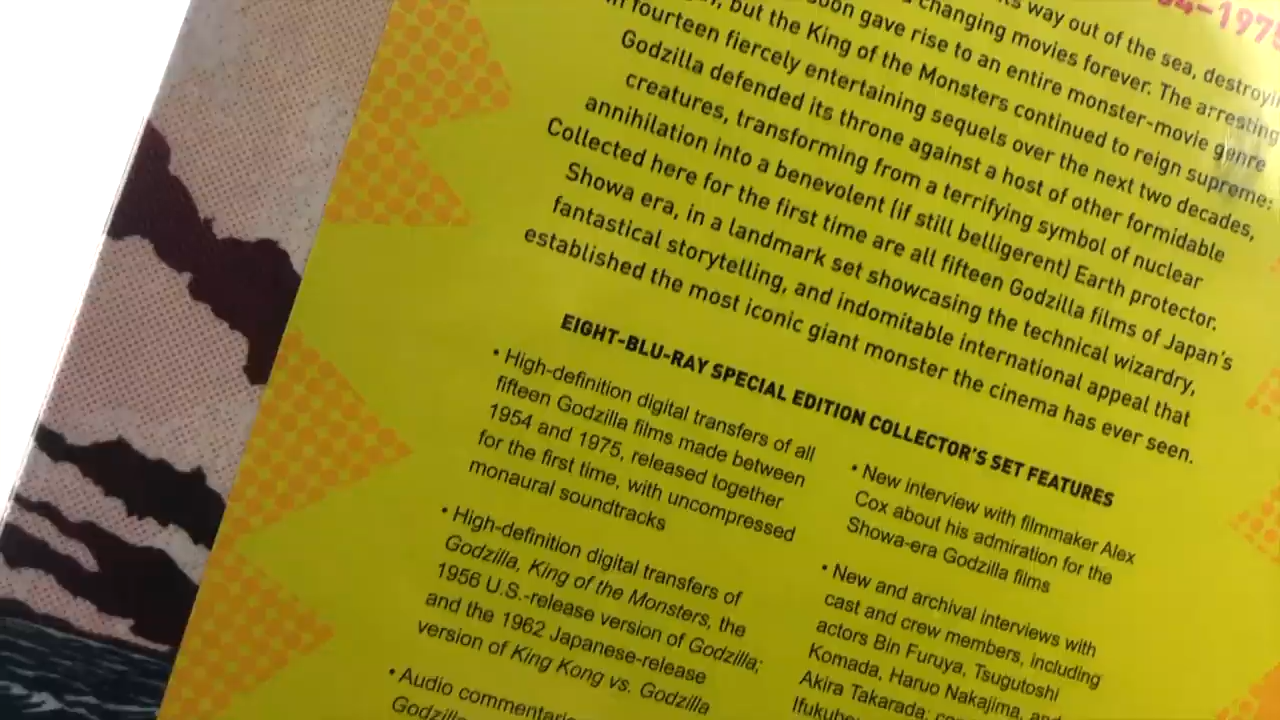 54–1975
way out of the sea, destroyi
changing movies forever. The arresting
gave rise to an entire monster-movie genre
, but the King of the Monsters continued to reign supreme:
In fourteen fiercely entertaining sequels over the next two decades,
Godzilla defended its throne against a host of other formidable
creatures, transforming from a terrifying symbol of nuclear
annihilation into a benevolent (if still belligerent) Earth protector.
Collected here for the first time are all fifteen Godzilla films of Japan's
Showa era, in a landmark set showcasing the technical wizardry,
fantastical storytelling, and indomitable international appeal that
established the most iconic giant monster the cinema has ever seen.
EIGHT-BLU-RAY SPECIAL EDITION COLLECTOR'S SET FEATURES
• High-definition digital transfers of all
fifteen Godzilla films made between
1954 and 1975, released together
for the first time, with uncompressed
monaural soundtracks
• High-definition digital transfers of
Godzilla, King of the Monsters, the
1956 U.S.-release version of Godzilla;
and the 1962 Japanese-release
version of King Kong vs. Godzilla
• Audio commentarie
Godzilla
• New interview with filmmaker Alex
Cox about his admiration for the
Showa-era Godzilla films
• New and archival interviews with
cast and crew members, including
actors Bin Furuya, Tsugutoshi
Komada, Haruo Nakajima, and
Akira Takarada;
Ifukube